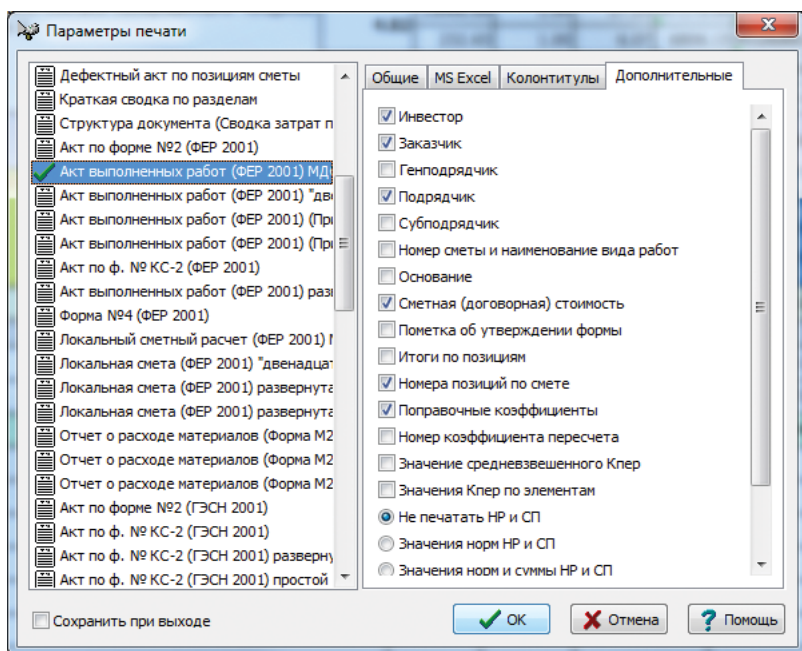 Параметры печати
Дефектный акт по позициям сметы
Краткая сводка по разделам
Структура документа (Сводка затрат п
Акт по форме №2 (ФЕР 2001)
Акт выполненных работ (ФЕР 2001) МД
Акт выполненных работ (ФЕР 2001) "дв
Акт выполненных работ (ФЕР 2001) (Пр
Акт выполненных работ (ФЕР 2001) (Пр
Акт по ф. № КС-2 (ФЕР 2001)
Акт выполненных работ (ФЕР 2001) раз
Форма №4 (ФЕР 2001)
Локальный сметный расчет (ФЕР 2001)
Локальная смета (ФЕР 2001) "двенадцат
Локальная смета (ФЕР 2001) развернута
Локальная смета (ФЕР 2001) развернута
Отчет о расходе материалов (Форма М2
Отчет о расходе материалов (Форма М2
Отчет о расходе материалов (Форма М2
Акт по форме №2 (ГЭСН 2001)
Акт по ф. № КС-2 (ГЭСН 2001)
Акт по ф. № КС-2 (ГЭСН 2001) разверну
Акт по ф. № КС-2 (ГЭСН 2001) простой
Общие MS Excel Колонтитулы Дополнительные
Инвестор
Заказчик
Генподрядчик
Подрядчик
Субподрядчик
Номер сметы и наименование вида работ
Основание
Сметная (договорная) стоимость
Пометка об утверждении формы
Итоги по позициям
Номера позиций по смете
Поправочные коэффициенты
Номер коэффициента пересчета
Значение средневзвешенного Кпер
Значения Кпер по элементам
Не печатать НР и СП
Значения норм НР и СП
Значения норм и суммы НР и СП
Сохранить при выходе
OK
Отмена
Помощь